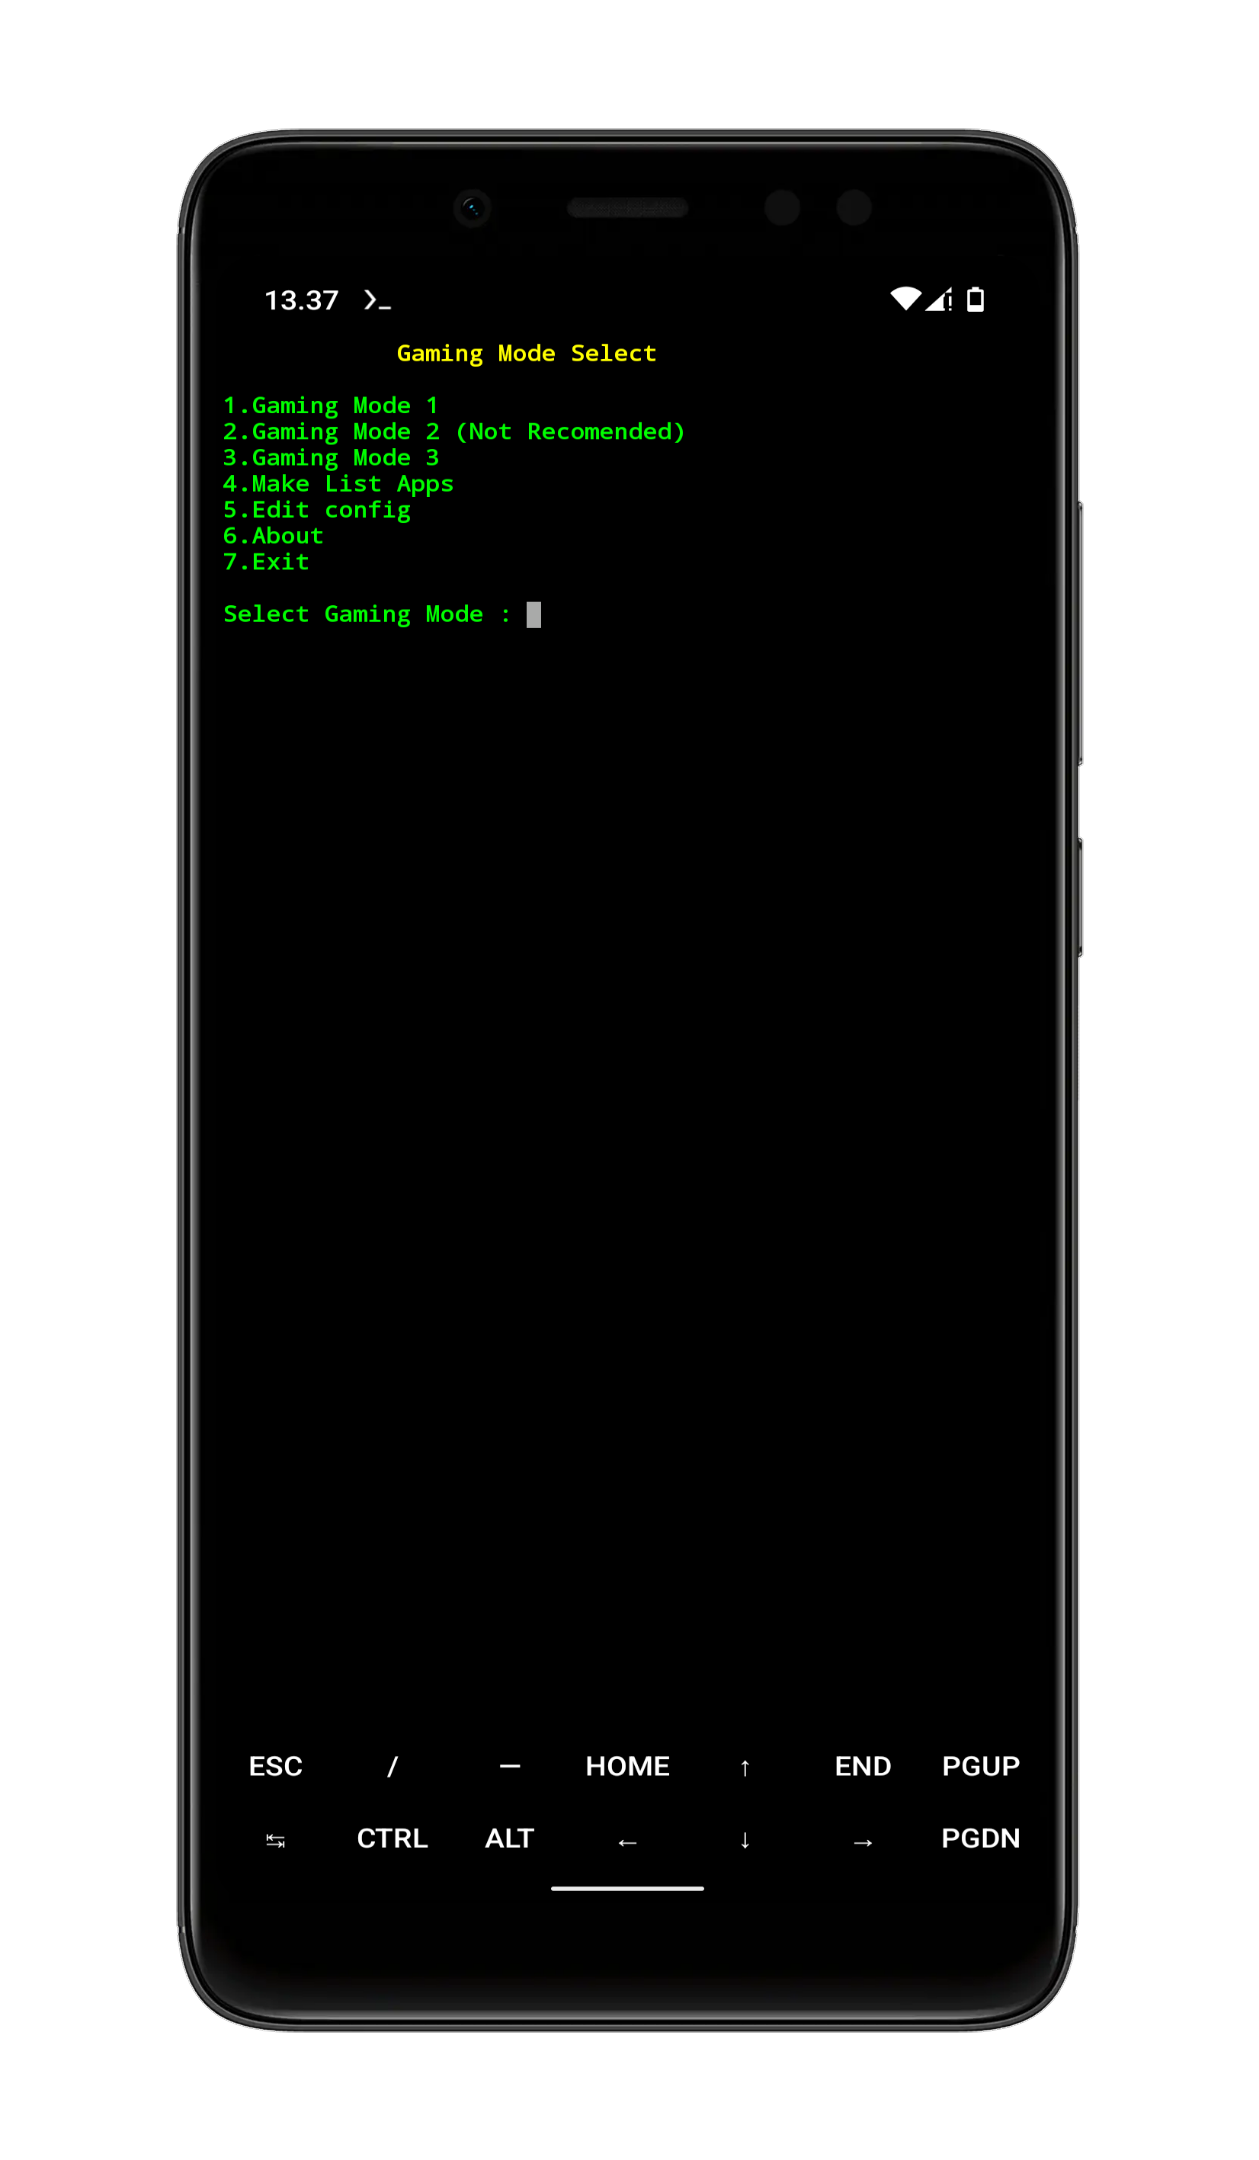 13.37
Gaming Mode Select
1.Gaming Mode 1
2.Gaming Mode 2 (Not Recomended)
3.Gaming Mode 3
4.Make List Apps
5.Edit config
6.About
7.Exit
Select Gaming Mode :
ESC / — HOME ↑ END PGUP
↹ CTRL ALT ← ↓ → PGDN